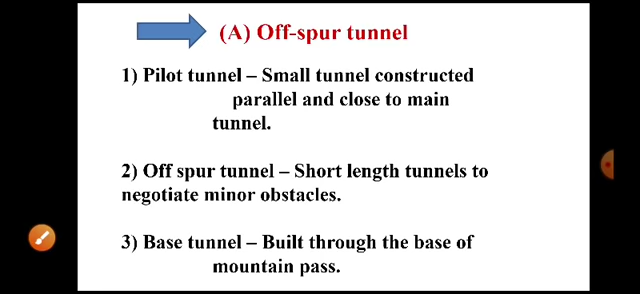 (A) Off-spur tunnel
1) Pilot tunnel – Small tunnel constructed
parallel and close to main
tunnel.
2) Off spur tunnel – Short length tunnels to
negotiate minor obstacles.
3) Base tunnel – Built through the base of
mountain pass.